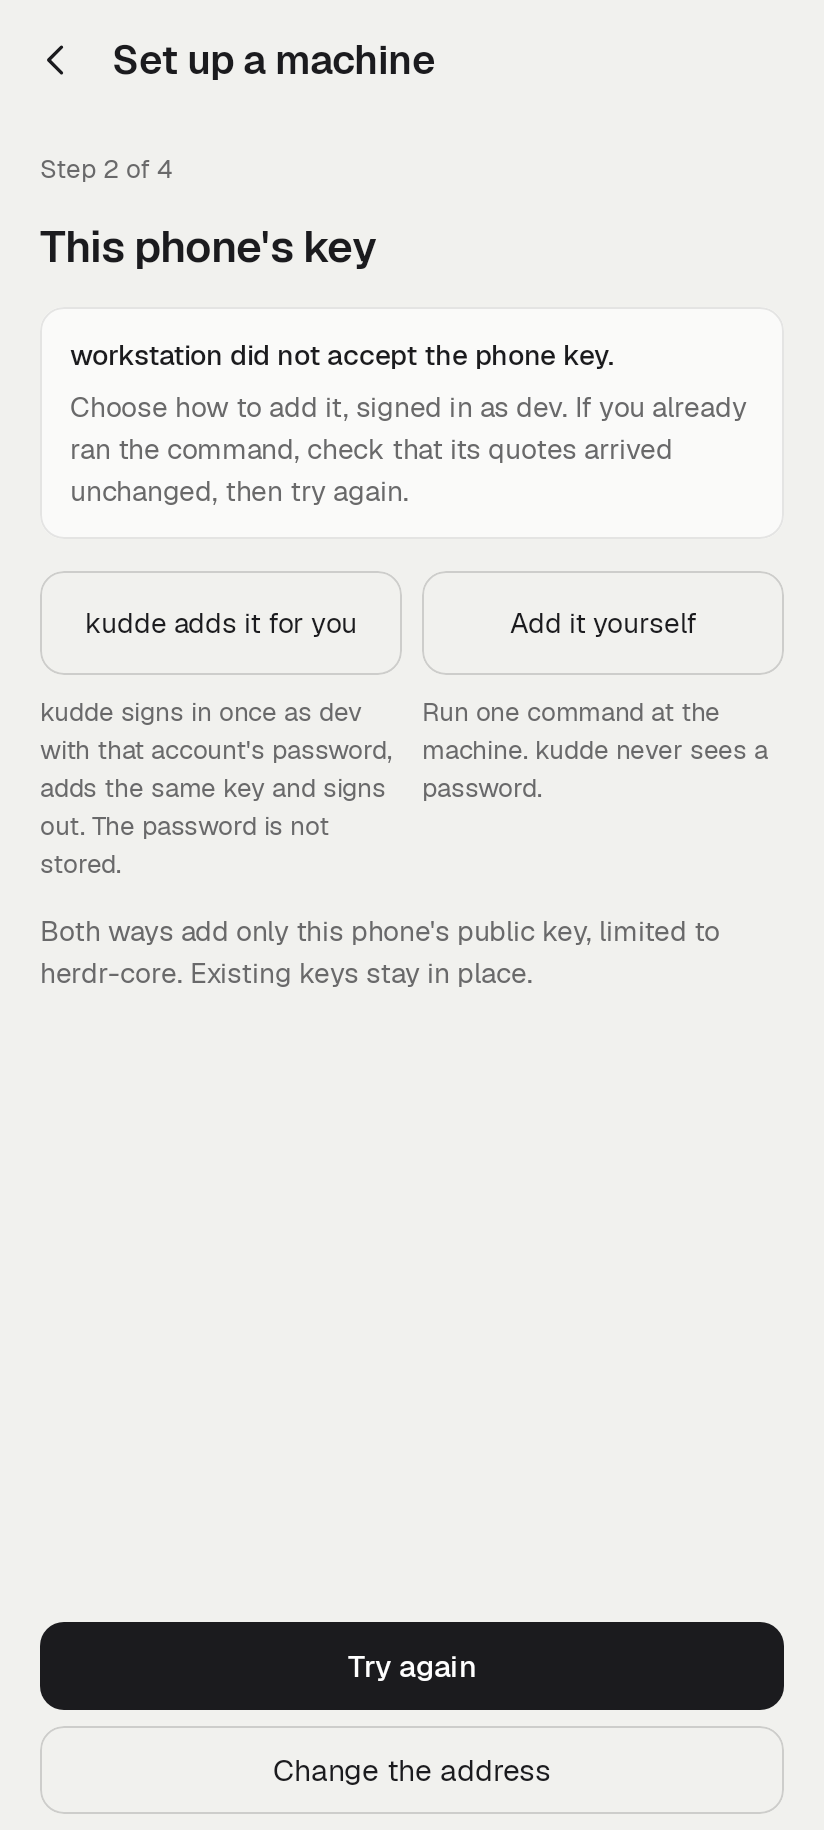 Set up a machine
Step 2 of 4
This phone's key
workstation did not accept the phone key.
Choose how to add it, signed in as dev. If you already
ran the command, check that its quotes arrived
unchanged, then try again.
kudde adds it for you
kudde signs in once as dev
with that account's password,
adds the same key and signs
out. The password is not
stored.
Add it yourself
Run one command at the
machine. kudde never sees a
password.
Both ways add only this phone's public key, limited to
herdr-core. Existing keys stay in place.
Try again
Change the address